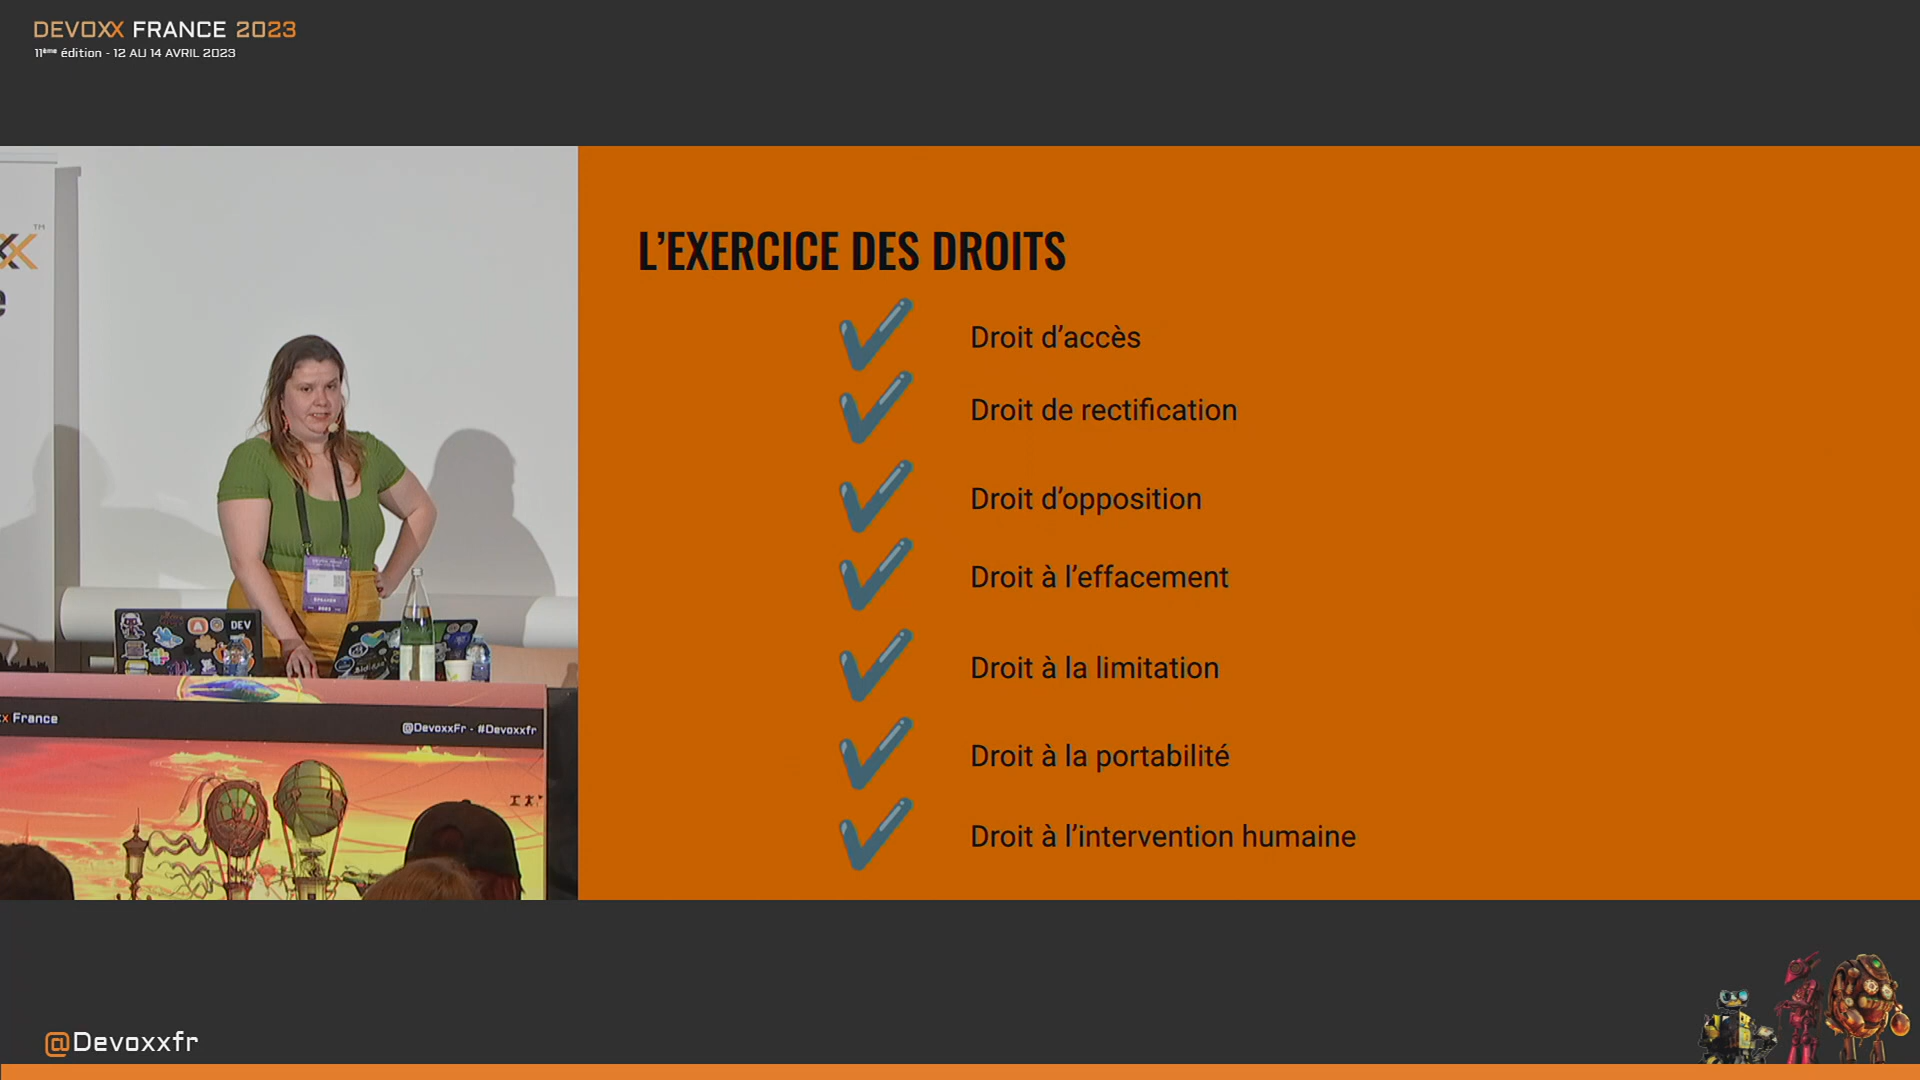 DEVOXX FRANCE 2023
11ème édition - 12 AU 14 AVRIL 2023
L'EXERCICE DES DROITS
Droit d'accès
Droit de rectification
Droit d'opposition
Droit à l'effacement
Droit à la limitation
Droit à la portabilité
Droit à l'intervention humaine
DEV
x France
@DevoxxFr - #Devoxxfr
@Devoxxfr